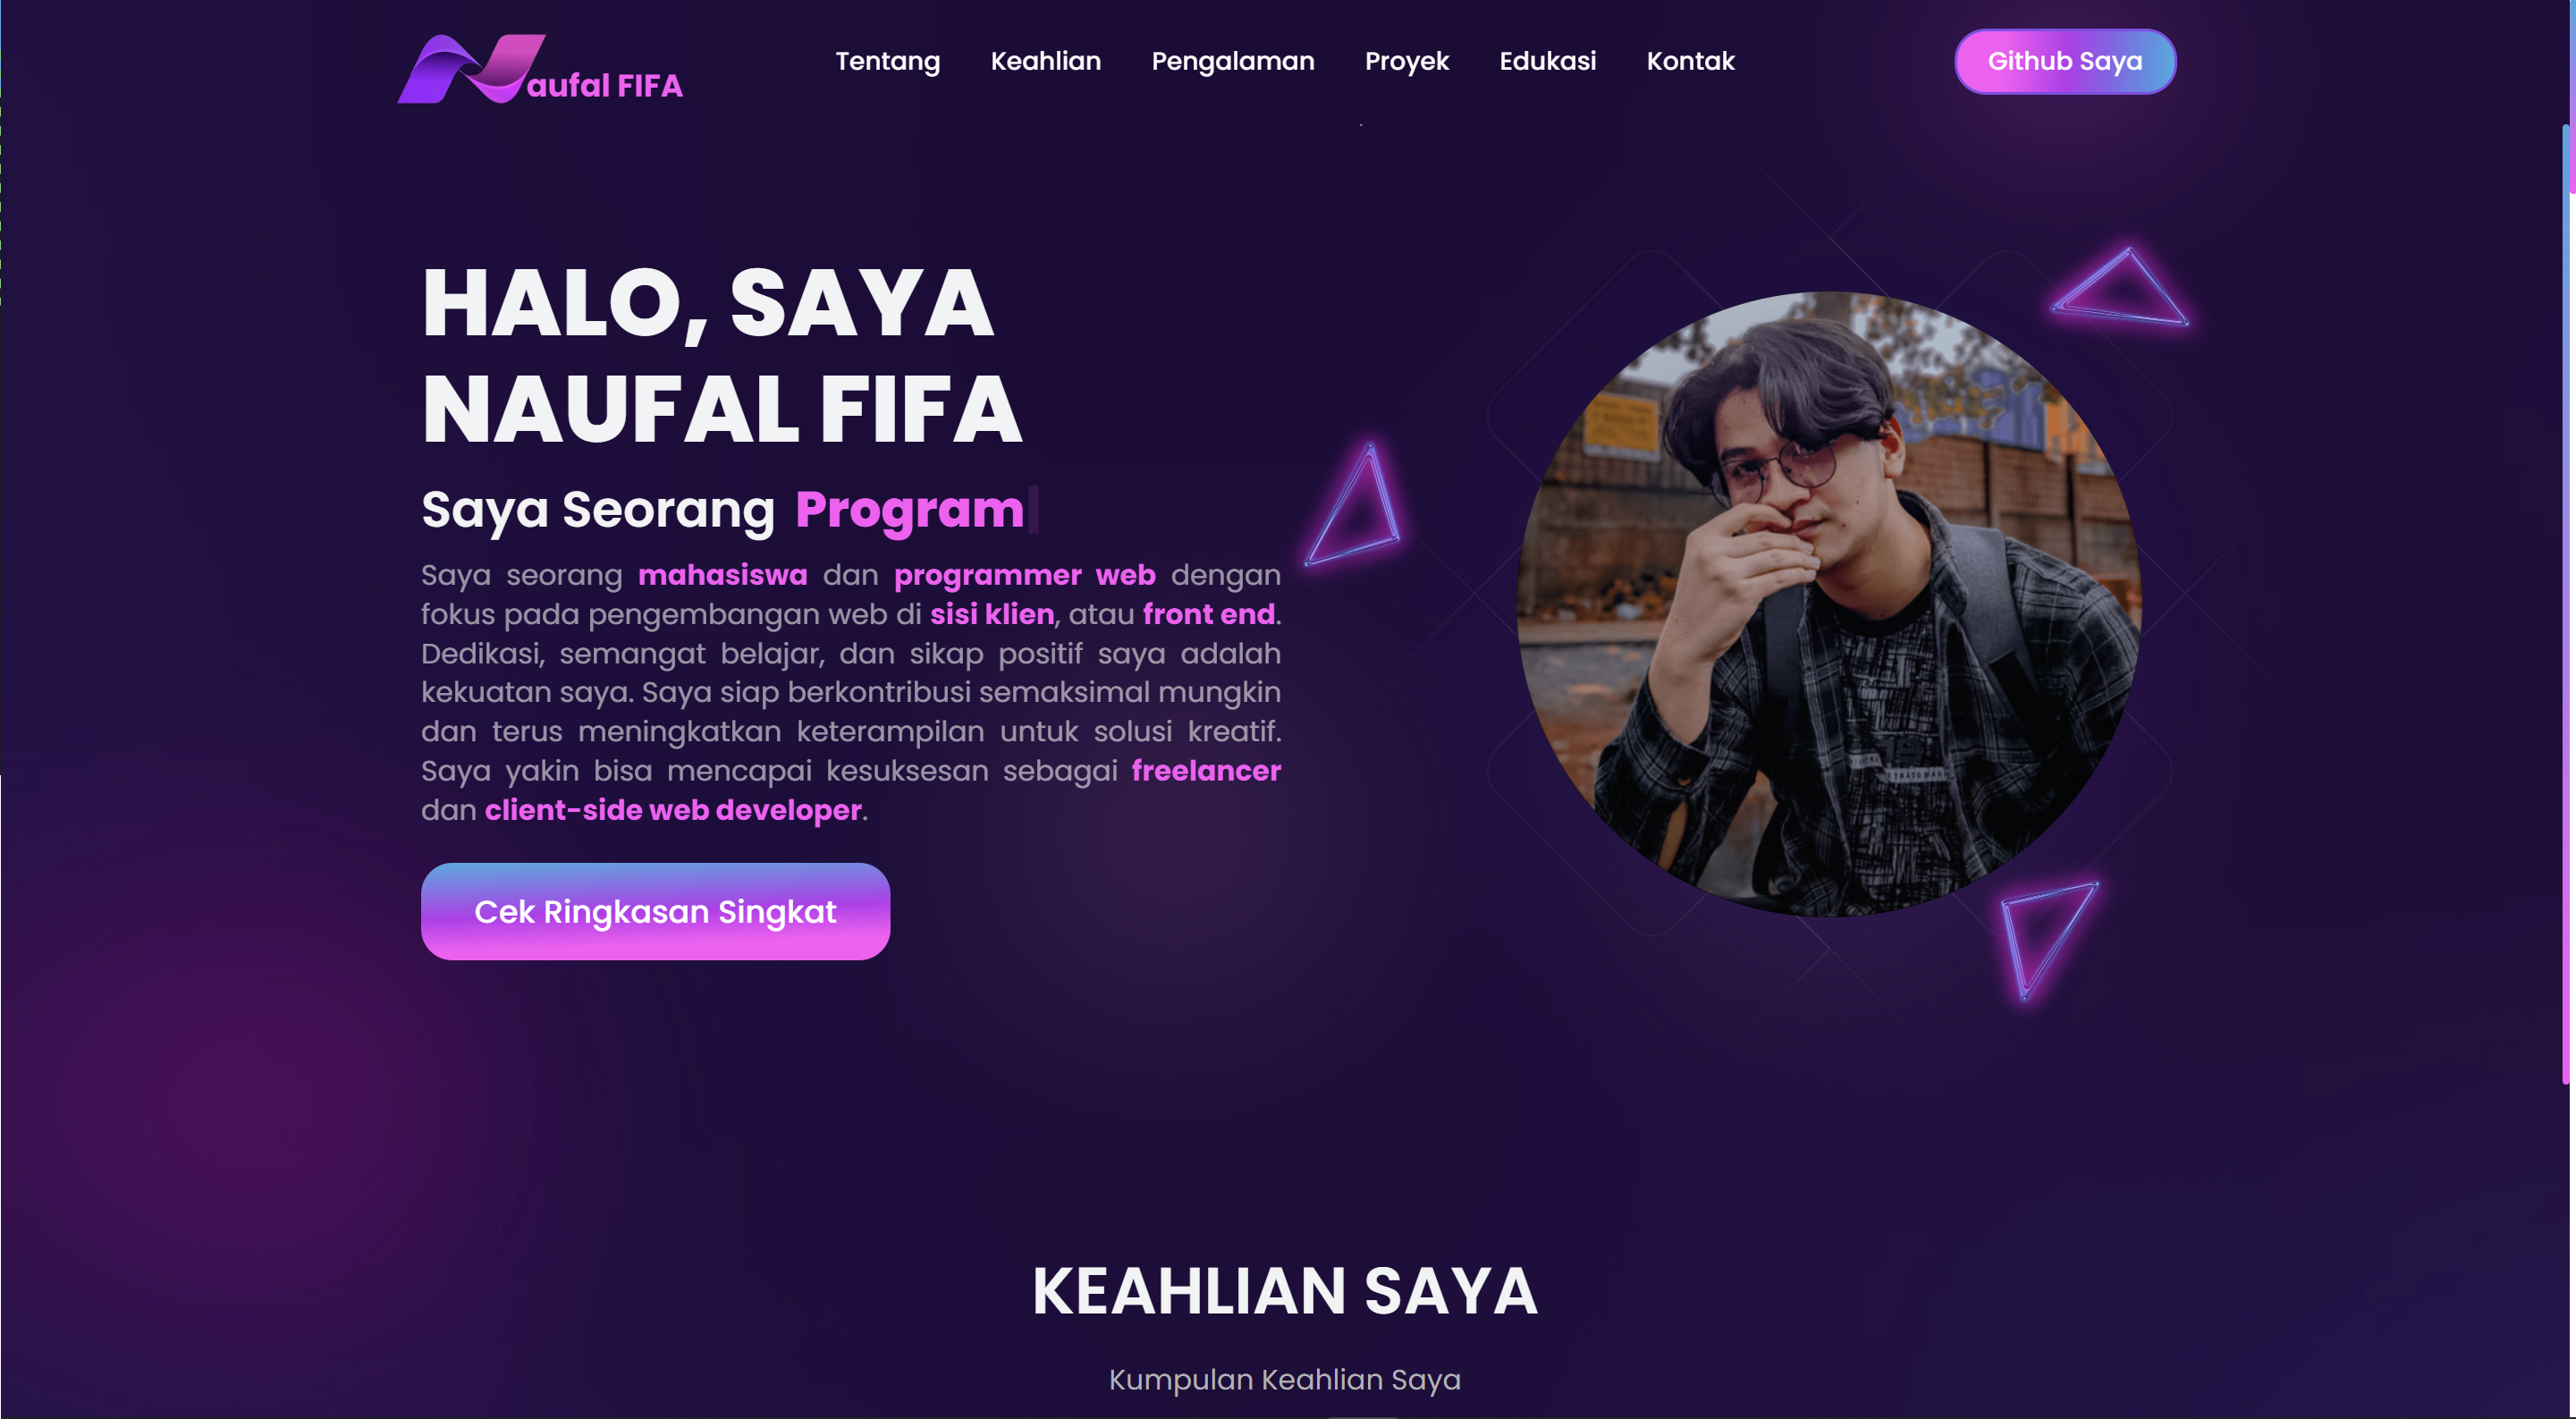 Naufal FIFA
Tentang
Keahlian
Pengalaman
Proyek
Edukasi
Kontak
Github Saya
HALO, SAYA
NAUFAL FIFA
Saya Seorang Program
Saya seorang mahasiswa dan programmer web dengan
fokus pada pengembangan web di sisi klien, atau front end.
Dedikasi, semangat belajar, dan sikap positif saya adalah
kekuatan saya. Saya siap berkontribusi semaksimal mungkin
dan terus meningkatkan keterampilan untuk solusi kreatif.
Saya yakin bisa mencapai kesuksesan sebagai freelancer
dan client-side web developer.
Cek Ringkasan Singkat
KEAHLIAN SAYA
Kumpulan Keahlian Saya